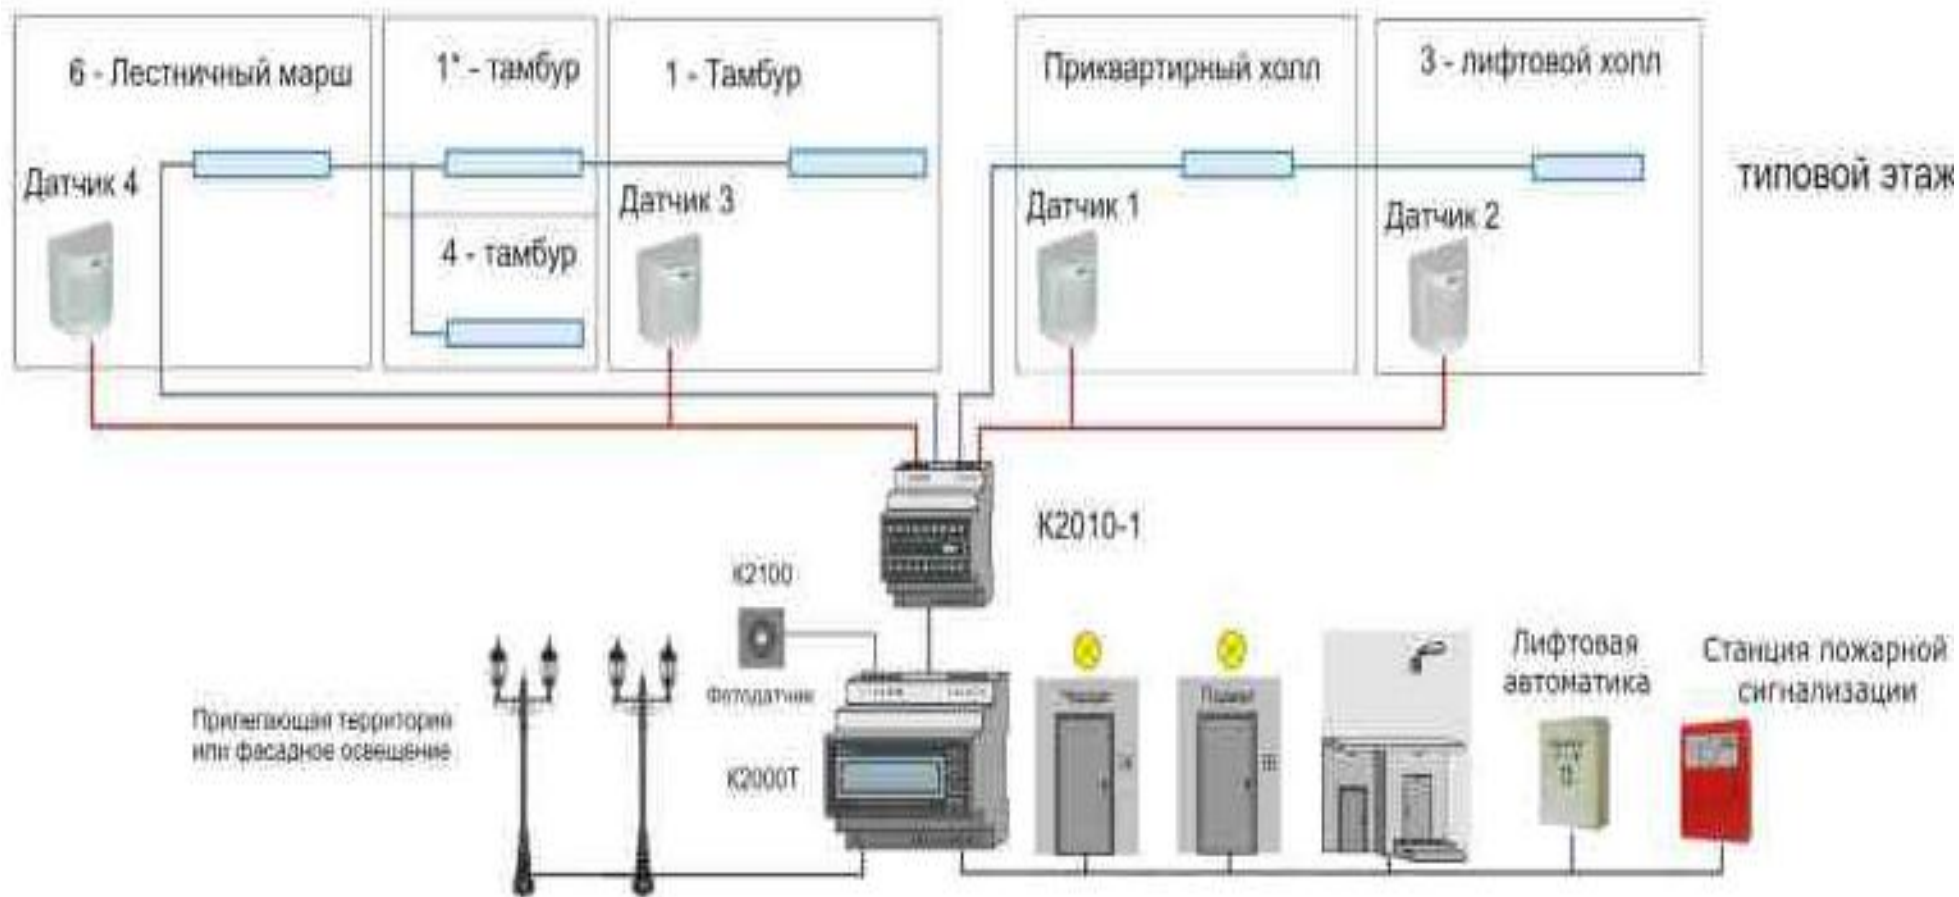 6 - Лестничный марш
1* - тамбур
1 - Тамбур
Приквартирный холл
3 - лифтовой холл
Датчик 4
Датчик 3
Датчик 1
Датчик 2
типовой этаж
4 - тамбур
К2010-1
К2100
Фотодатчик
К2000Т
Прилегающая территория
или фасадное освещение
Чердак
Подвал
Лифтовая
автоматика
Станция пожарной
сигнализации